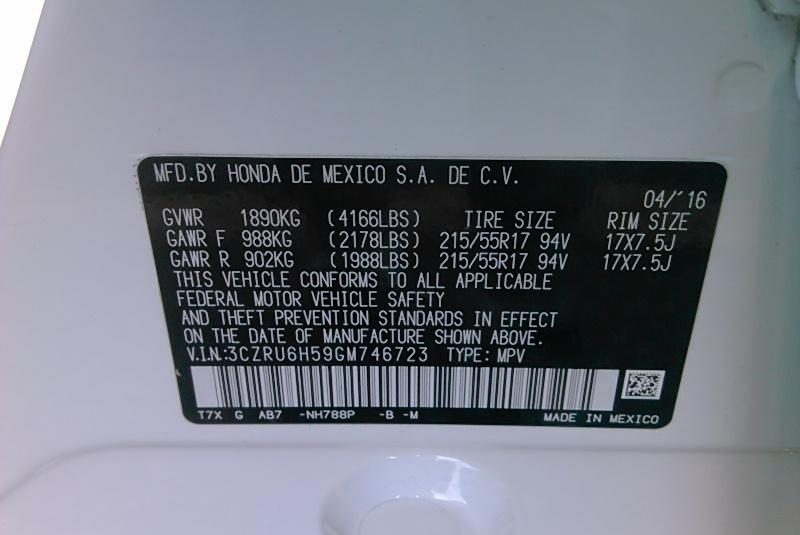 MFD.BY HONDA DE MEXICO S.A. DE C.V.
04/'16
GVWR 1890KG (4166LBS) TIRE SIZE RIM SIZE
GAWR F 988KG (2178LBS) 215/55R17 94V 17X7.5J
GAWR R 902KG (1988LBS) 215/55R17 94V 17X7.5J
THIS VEHICLE CONFORMS TO ALL APPLICABLE
FEDERAL MOTOR VEHICLE SAFETY
AND THEFT PREVENTION STANDARDS IN EFFECT
ON THE DATE OF MANUFACTURE SHOWN ABOVE.
V.I.N:3CZRU6H59GM746723 TYPE: MPV
T7X G AB7 -NH788P -B -M MADE IN MEXICO